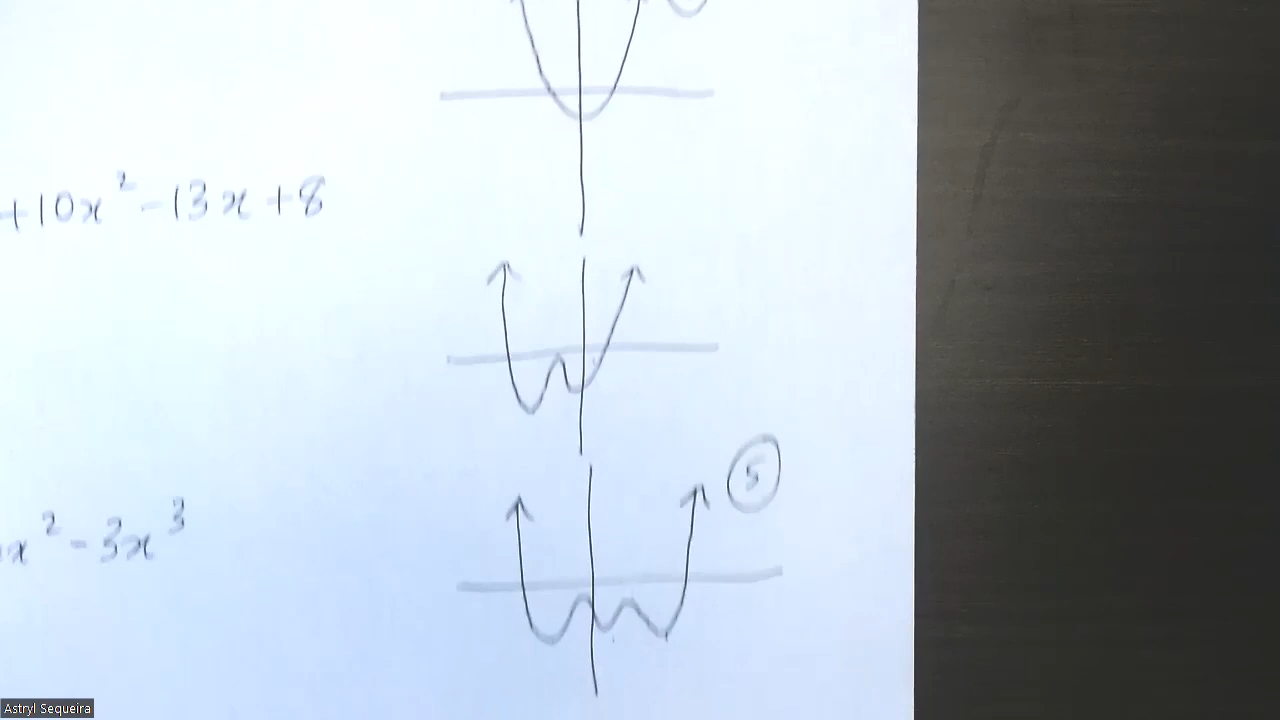 +10x² -13x +8
5
x² - 3x³
Astryl Sequeira